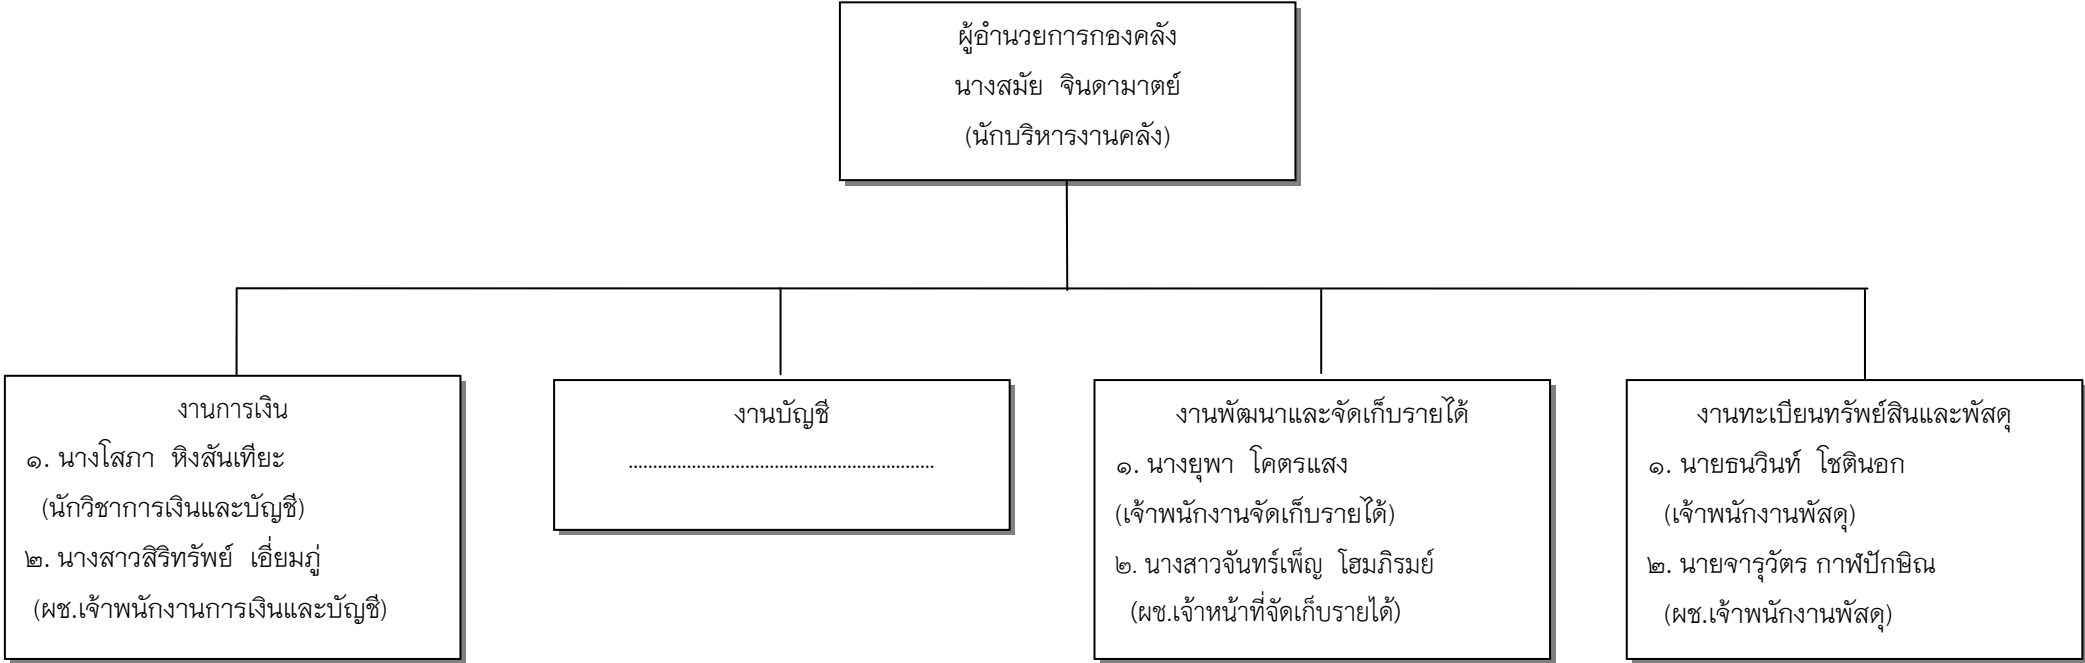 ผู้อำนวยการกองคลัง
นางสมัย จินดามาตย์
(นักบริหารงานคลัง)
งานการเงิน
๑. นางโสภา หิงสันเทียะ
(นักวิชาการเงินและบัญชี)
๒. นางสาวสิริทรัพย์ เอี่ยมภู่
(ผช.เจ้าพนักงานการเงินและบัญชี)
งานบัญชี
...................................................................
งานพัฒนาและจัดเก็บรายได้
๑. นางยุพา โคตรแสง
(เจ้าพนักงานจัดเก็บรายได้)
๒. นางสาวจันทร์เพ็ญ โฮมภิรมย์
(ผช.เจ้าหน้าที่จัดเก็บรายได้)
งานทะเบียนทรัพย์สินและพัสดุ
๑. นายธนวินท์ โชตินอก
(เจ้าพนักงานพัสดุ)
๒. นายจารุวัตร กาฬปักษิณ
(ผช.เจ้าพนักงานพัสดุ)